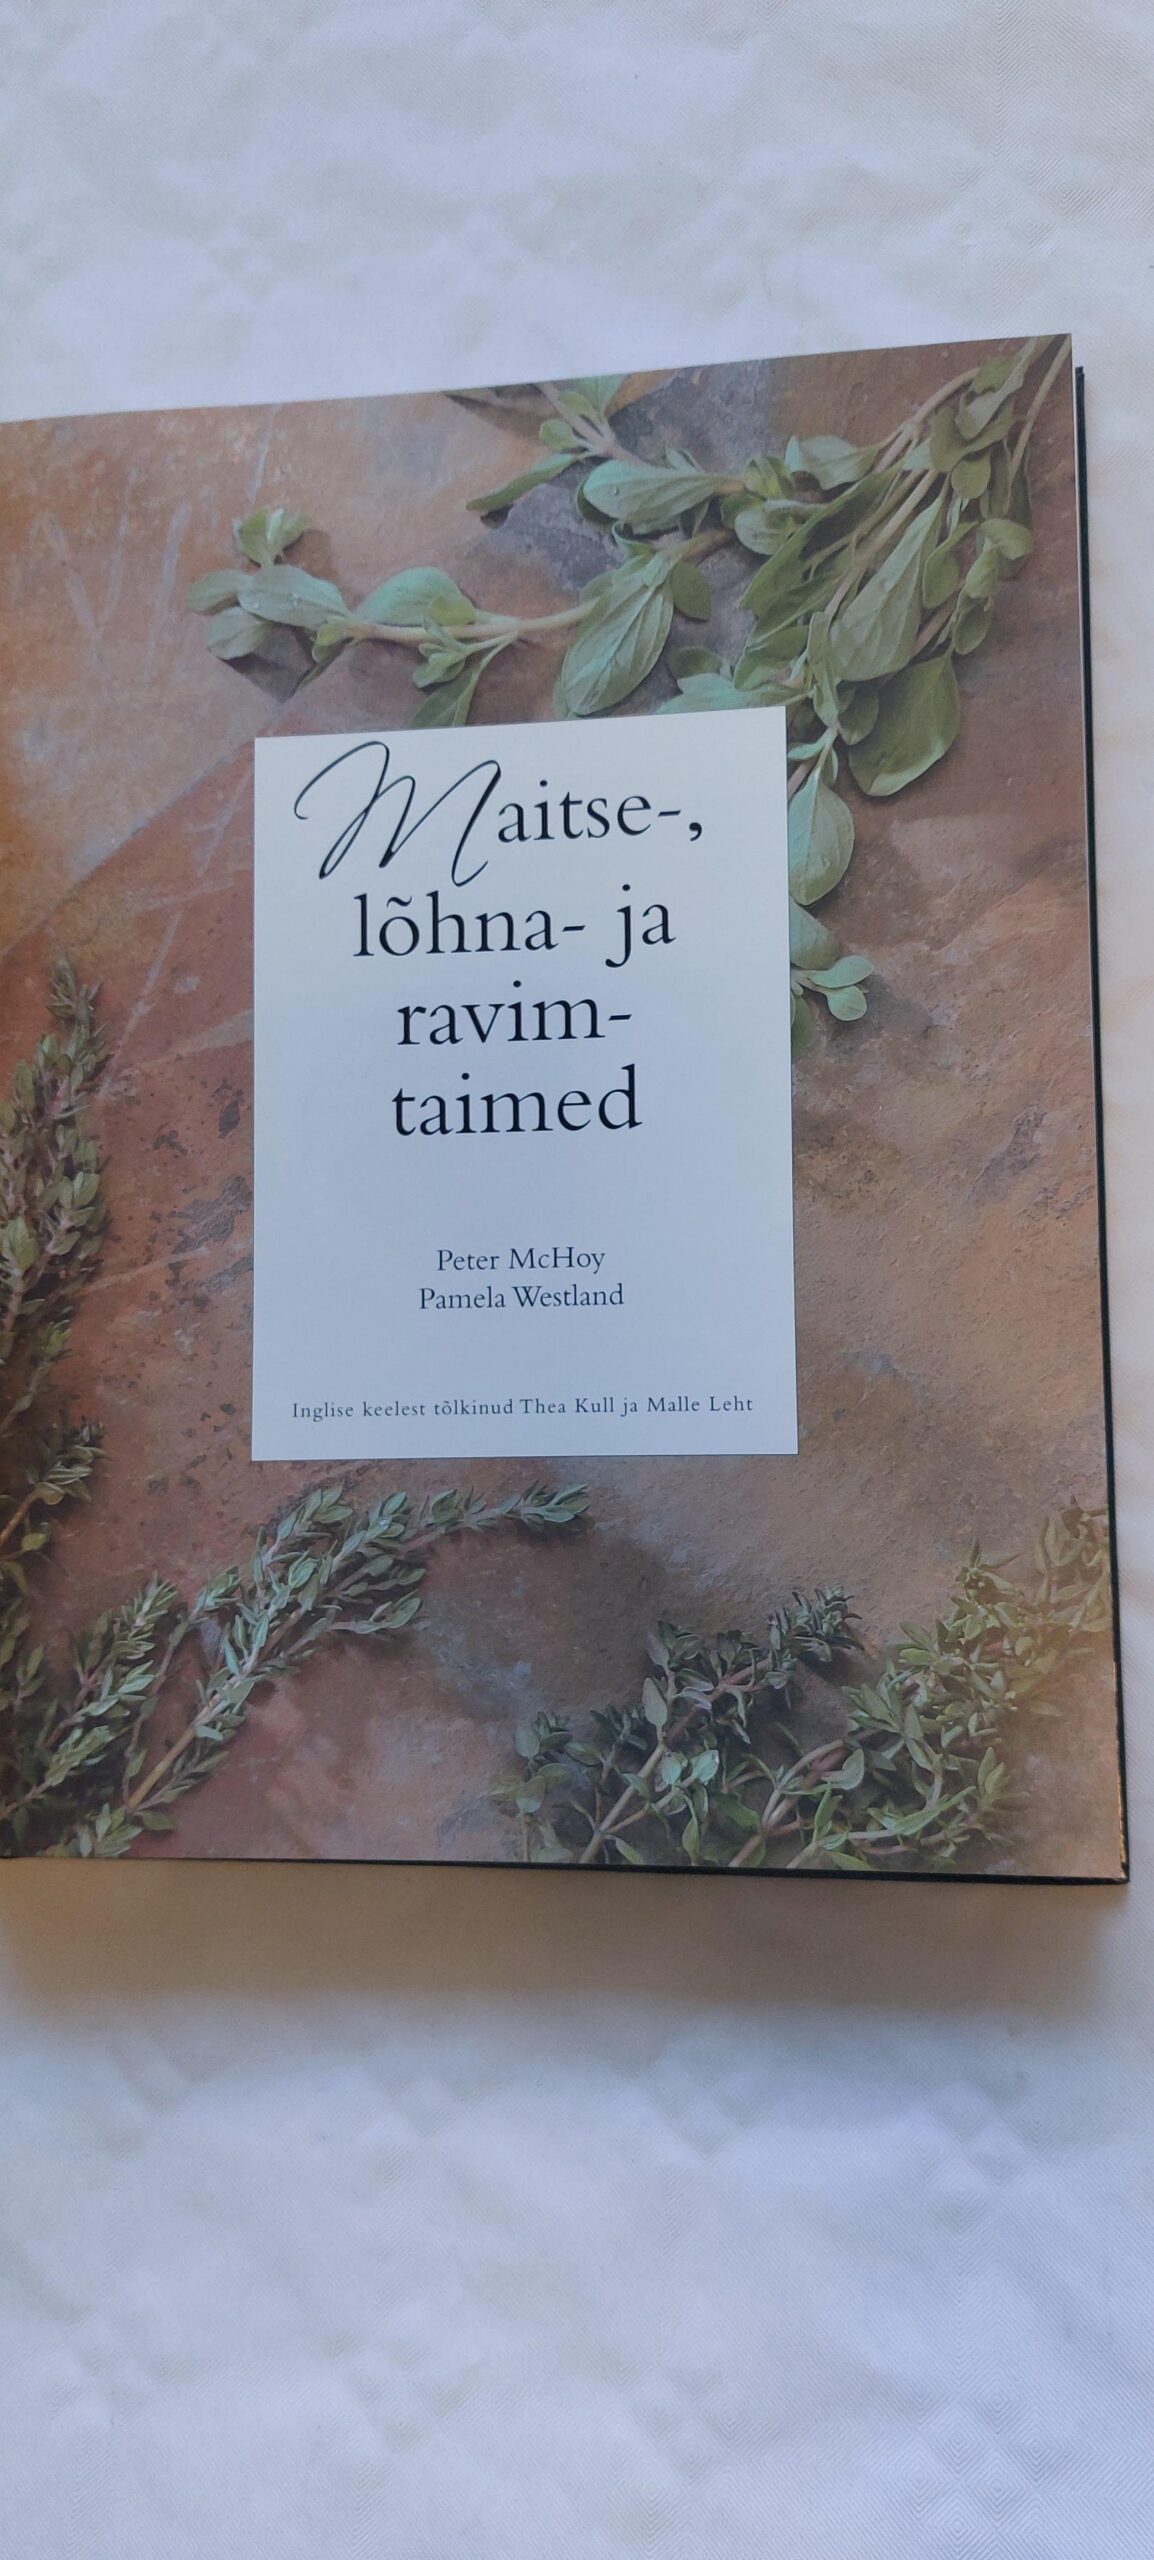 Maitse-,
lõhna- ja
ravim-
taimed
Peter McHoy
Pamela Westland
Inglise keelest tõlkinud Thea Kull ja Malle Leht